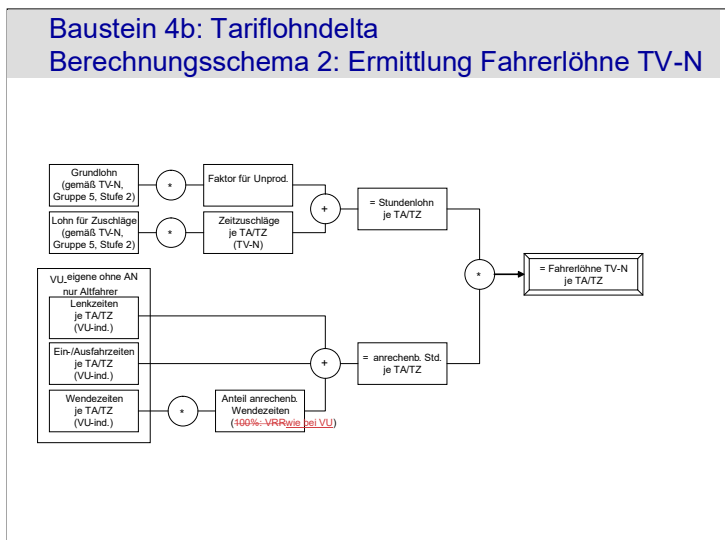 Baustein 4b: Tariflohndelta
Berechnungsschema 2: Ermittlung Fahrerlöhne TV-N
Grundlohn
(gemäß TV-N,
Gruppe 5, Stufe 2)
*
Faktor für Unprod.
+
= Stundenlohn
je TA/TZ
Lohn für Zuschläge
(gemäß TV-N,
Gruppe 5, Stufe 2)
*
Zeitzuschläge
je TA/TZ
(TV-N)
*
= Fahrerlöhne TV-N
je TA/TZ
VU-eigene ohne AN
nur Altfahrer
Lenkzeiten
je TA/TZ
(VU-ind.)
Ein-/Ausfahrzeiten
je TA/TZ
(VU-ind.)
+
= anrechenb. Std.
je TA/TZ
Wendezeiten
je TA/TZ
(VU-ind.)
*
Anteil anrechenb.
Wendezeiten
(100%: VRRwie bei VU)